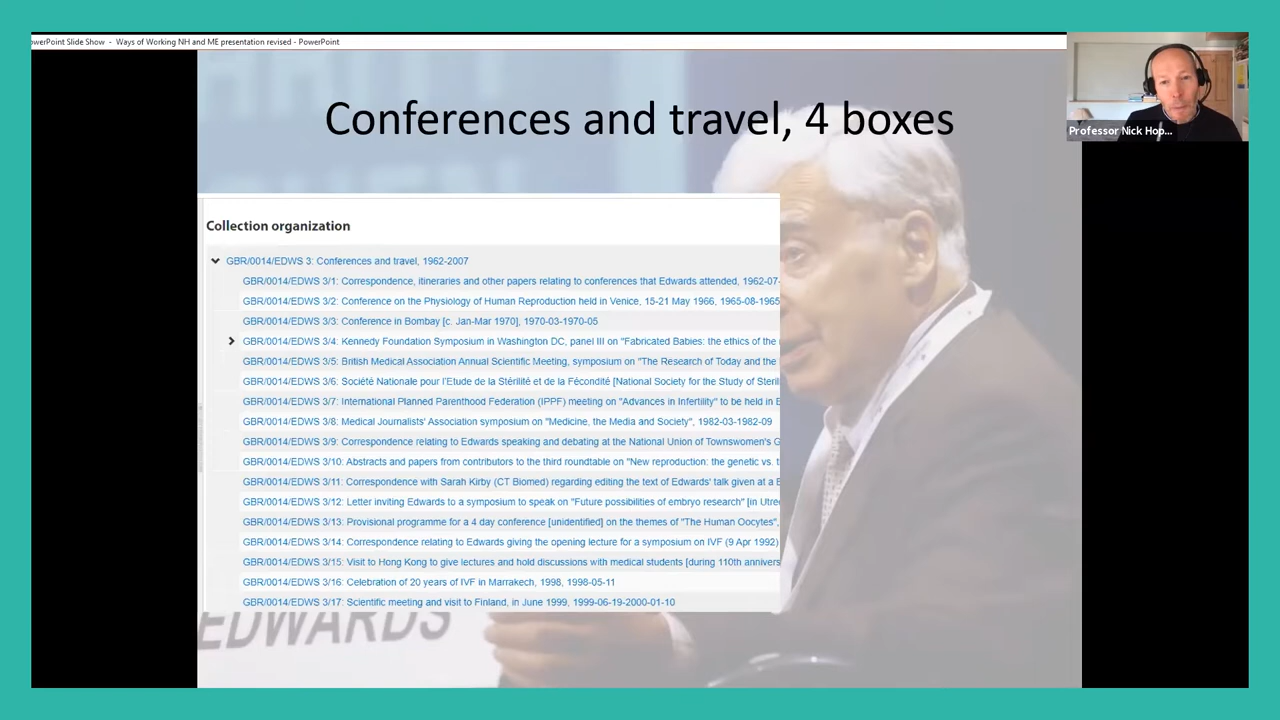 owerPoint Slide Show - Ways of Working NH and ME presentation revised - PowerPoint
Professor Nick Hop...
Conferences and travel, 4 boxes
Collection organization
GBR/0014/EDWS 3: Conferences and travel, 1962-2007
GBR/0014/EDWS 3/1: Correspondence, itineraries and other papers relating to conferences that Edwards attended, 1962-07-
GBR/0014/EDWS 3/2: Conference on the Physiology of Human Reproduction held in Venice, 15-21 May 1966, 1965-08-1965
GBR/0014/EDWS 3/3: Conference in Bombay [c. Jan-Mar 1970], 1970-03-1970-05
GBR/0014/EDWS 3/4: Kennedy Foundation Symposium in Washington DC, panel III on "Fabricated Babies: the ethics of the
GBR/0014/EDWS 3/5: British Medical Association Annual Scientific Meeting, symposium on "The Research of Today and the
GBR/0014/EDWS 3/6: Société Nationale pour l'Etude de la Stérilité et de la Fécondité [National Society for the Study of Steril
GBR/0014/EDWS 3/7: International Planned Parenthood Federation (IPPF) meeting on "Advances in Infertility" to be held in
GBR/0014/EDWS 3/8: Medical Journalists' Association symposium on "Medicine, the Media and Society", 1982-03-1982-09
GBR/0014/EDWS 3/9: Correspondence relating to Edwards speaking and debating at the National Union of Townswomen's G
GBR/0014/EDWS 3/10: Abstracts and papers from contributors to the third roundtable on "New reproduction: the genetic vs. t
GBR/0014/EDWS 3/11: Correspondence with Sarah Kirby (CT Biomed) regarding editing the text of Edwards' talk given at a
GBR/0014/EDWS 3/12: Letter inviting Edwards to a symposium to speak on "Future possibilities of embryo research" [in Utre
GBR/0014/EDWS 3/13: Provisional programme for a 4 day conference [unidentified] on the themes of "The Human Oocytes",
GBR/0014/EDWS 3/14: Correspondence relating to Edwards giving the opening lecture for a symposium on IVF (9 Apr 1992)
GBR/0014/EDWS 3/15: Visit to Hong Kong to give lectures and hold discussions with medical students [during 110th annivers
GBR/0014/EDWS 3/16: Celebration of 20 years of IVF in Marrakech, 1998, 1998-05-11
GBR/0014/EDWS 3/17: Scientific meeting and visit to Finland, in June 1999, 1999-06-19-2000-01-10
EDWARDS